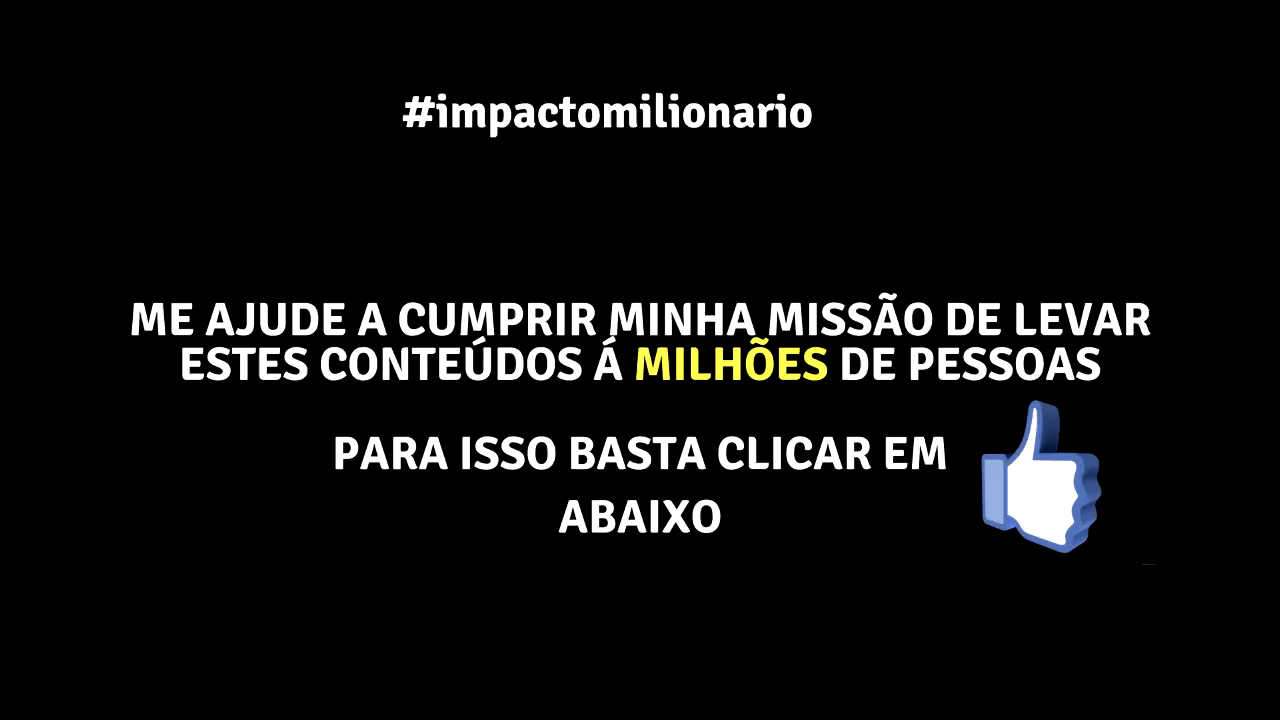 #impactomilionario
ME AJUDE A CUMPRIR MINHA MISSÃO DE LEVAR
ESTES CONTEÚDOS Á MILHÕES DE PESSOAS
PARA ISSO BASTA CLICAR EM
ABAIXO